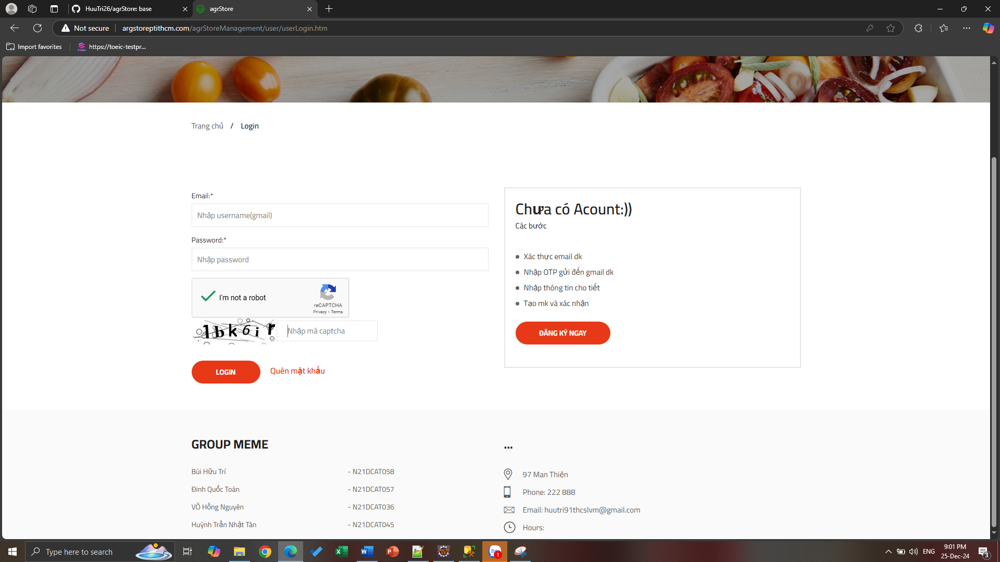 HuuTri26/agrStore: base
agrStore
Not secure
argstoreptithcm.com/agrStoreManagement/user/userLogin.htm
Import favorites
https://toeic-testpr...
Trang chủ / Login
Email:*
Nhập username(gmail)
Password:*
Nhập password
I'm not a robot
reCAPTCHA
Privacy - Terms
Nhập mã captcha
LOGIN
Quên mật khẩu
Chưa có Acount:))
Các bước
Xác thực email dk
Nhập OTP gửi đến gmail dk
Nhập thông tin cho tiết
Tạo mk và xác nhận
ĐĂNG KÝ NGAY
GROUP MEME
Bùi Hữu Trí - N21DCAT058
Đinh Quốc Toàn - N21DCAT057
VÕ Hồng Nguyên - N21DCAT036
Huỳnh Trần Nhật Tân - N21DCAT045
...
97 Man Thiện
Phone: 222 888
Email: huutri91thcslvm@gmail.com
Hours:
Type here to search
ENG
9:01 PM
25-Dec-24
3